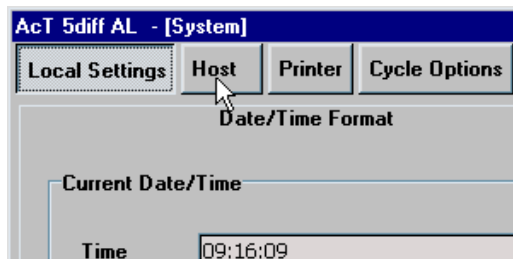 AcT 5diff AL - [System]
Local Settings Host Printer Cycle Options
Date/Time Format
Current Date/Time
Time 09:16:09